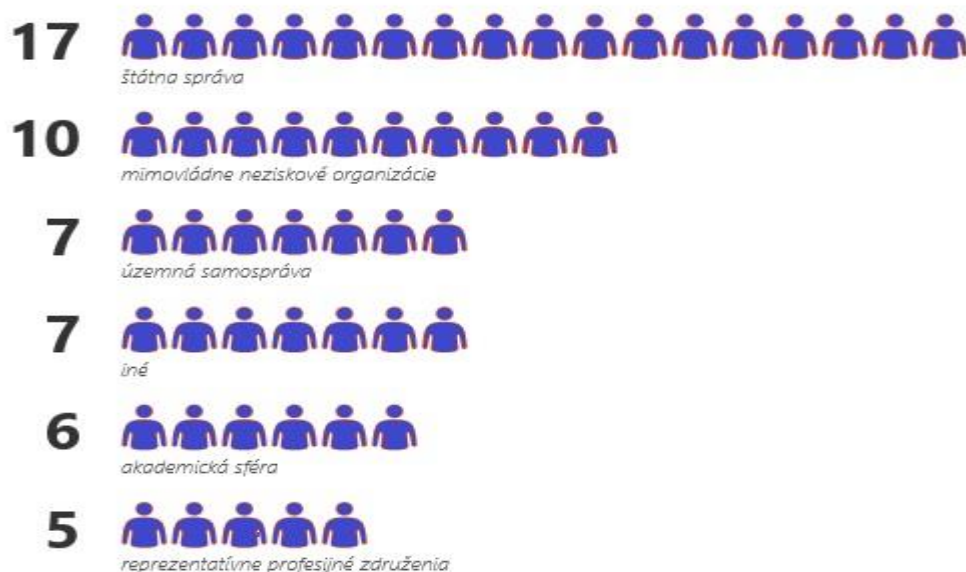 17
štátna správa
10
mimovládne neziskové organizácie
7
územná samospráva
7
iné
6
akademická sféra
5
reprezentatívne profesijné združenia